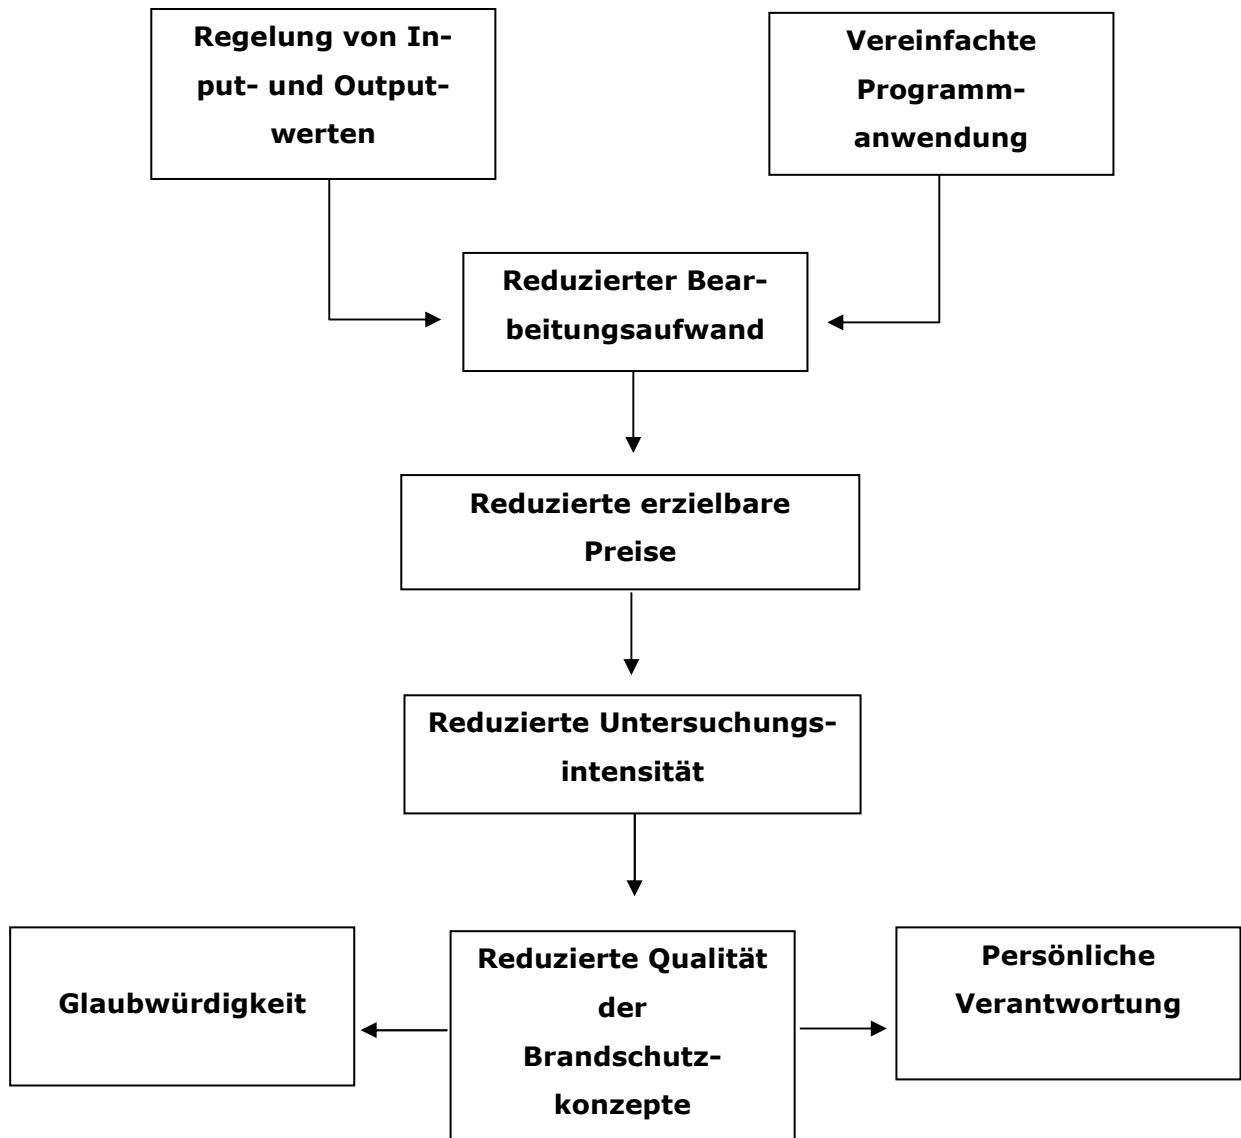 Regelung von In-
put- und Output-
werten
Vereinfachte
Programm-
anwendung
Reduzierter Bear-
beitungsaufwand
Reduzierte erzielbare
Preise
Reduzierte Untersuchungs-
intensität
Glaubwürdigkeit
Reduzierte Qualität
der
Brandschutz-
konzepte
Persönliche
Verantwortung